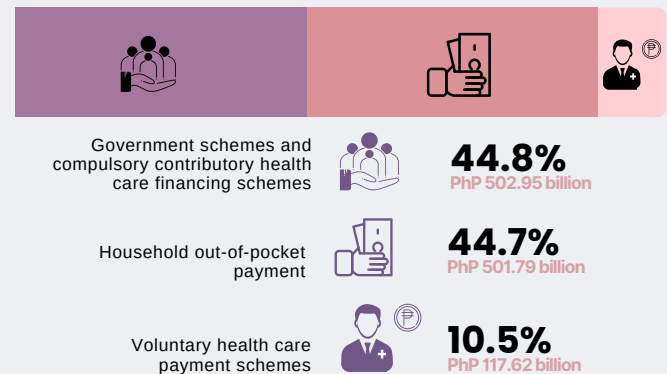 Government schemes and
compulsory contributory health
care financing schemes
44.8%
PhP 502.95 billion
Household out-of-pocket
payment
44.7%
PhP 501.79 billion
Voluntary health care
payment schemes
10.5%
PhP 117.62 billion